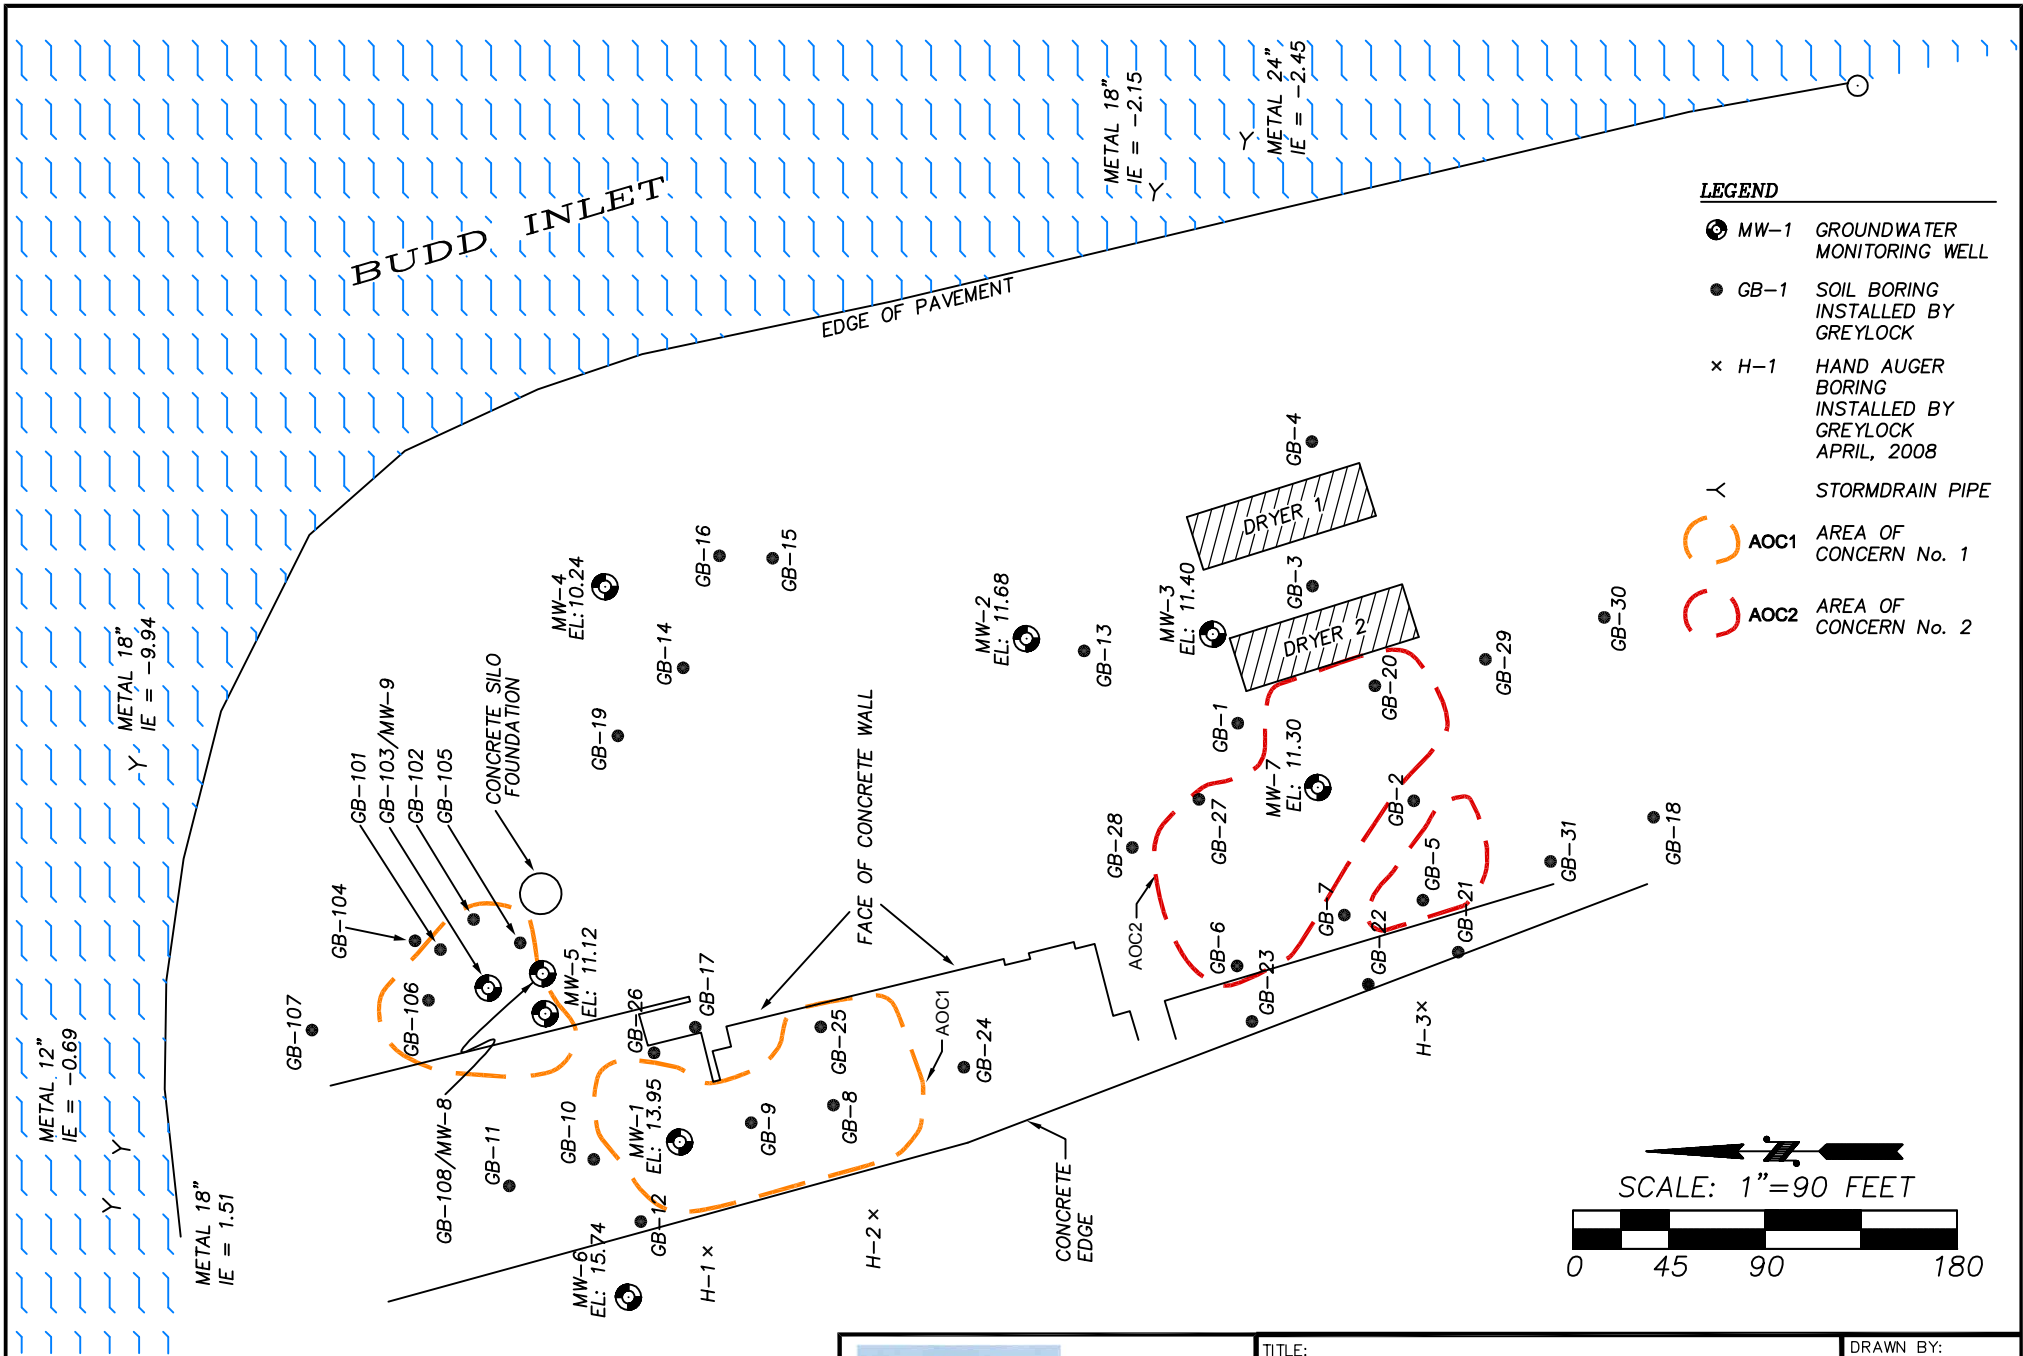 BUDD INLET
EDGE OF PAVEMENT
METAL 18"
IE = -2.15
METAL 24"
IE = -2.45
METAL 18"
IE = -9.94
METAL 12"
IE = -0.69
METAL 18"
IE = 1.51
LEGEND
MW-1 GROUNDWATER
MONITORING WELL
GB-1 SOIL BORING
INSTALLED BY
GREYLOCK
H-1 HAND AUGER
BORING
INSTALLED BY
GREYLOCK
APRIL, 2008
STORMDRAIN PIPE
AOC1 AREA OF
CONCERN No. 1
AOC2 AREA OF
CONCERN No. 2
GB-4
DRYER 1
GB-3
DRYER 2
GB-16
GB-15
MW-4
EL: 10.24
GB-14
GB-19
MW-2
EL: 11.68
GB-13
MW-3
EL: 11.40
GB-30
GB-29
GB-20
GB-1
MW-7
EL: 11.30
GB-2
GB-27
GB-28
GB-5
GB-31
GB-18
GB-7
GB-21
GB-22
GB-6
GB-23
AOC2
H-3
CONCRETE SILO
FOUNDATION
GB-101
GB-103/MW-9
GB-102
GB-105
GB-104
GB-106
GB-107
MW-5
EL: 11.12
GB-26
GB-17
FACE OF CONCRETE WALL
GB-25
AOC1
GB-24
GB-8
GB-9
MW-1
EL: 13.95
GB-10
GB-11
GB-108/MW-8
GB-12
MW-6
EL: 15.74
H-1
H-2
CONCRETE
EDGE
SCALE: 1"=90 FEET
0 45 90 180
TITLE:
DRAWN BY: